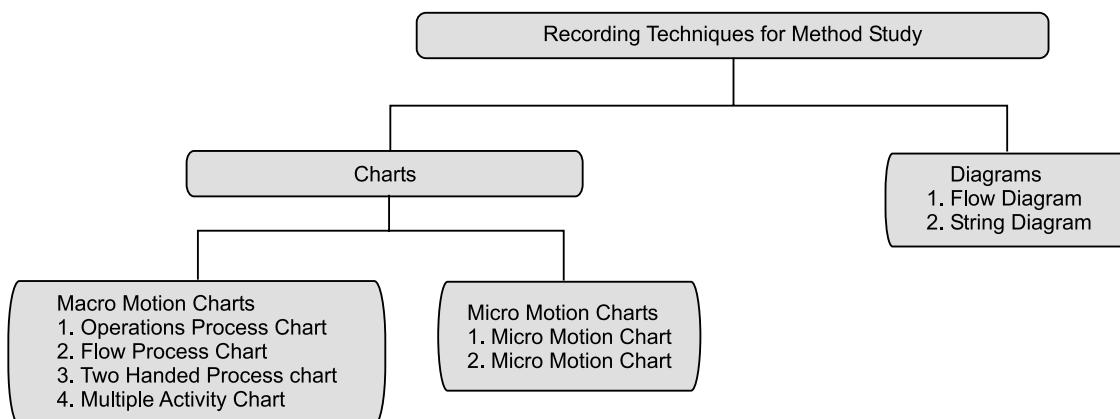 Recording Techniques for Method Study
Charts
Diagrams
1. Flow Diagram
2. String Diagram
Macro Motion Charts
1. Operations Process Chart
2. Flow Process Chart
3. Two Handed Process chart
4. Multiple Activity Chart
Micro Motion Charts
1. Micro Motion Chart
2. Micro Motion Chart